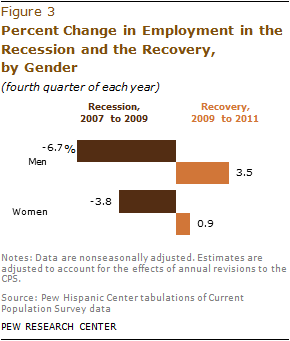 Figure 3
Percent Change in Employment in the
Recession and the Recovery,
by Gender
(fourth quarter of each year)
Recession, Recovery,
2007 to 2009 2009 to 2011
-6.7%
Men
3.5
-3.8
Women
0.9
Notes: Data are nonseasonally adjusted. Estimates are
adjusted to account for the effects of annual revisions to the
CPS.
Source: Pew Hispanic Center tabulations of Current
Population Survey data
PEW RESEARCH CENTER